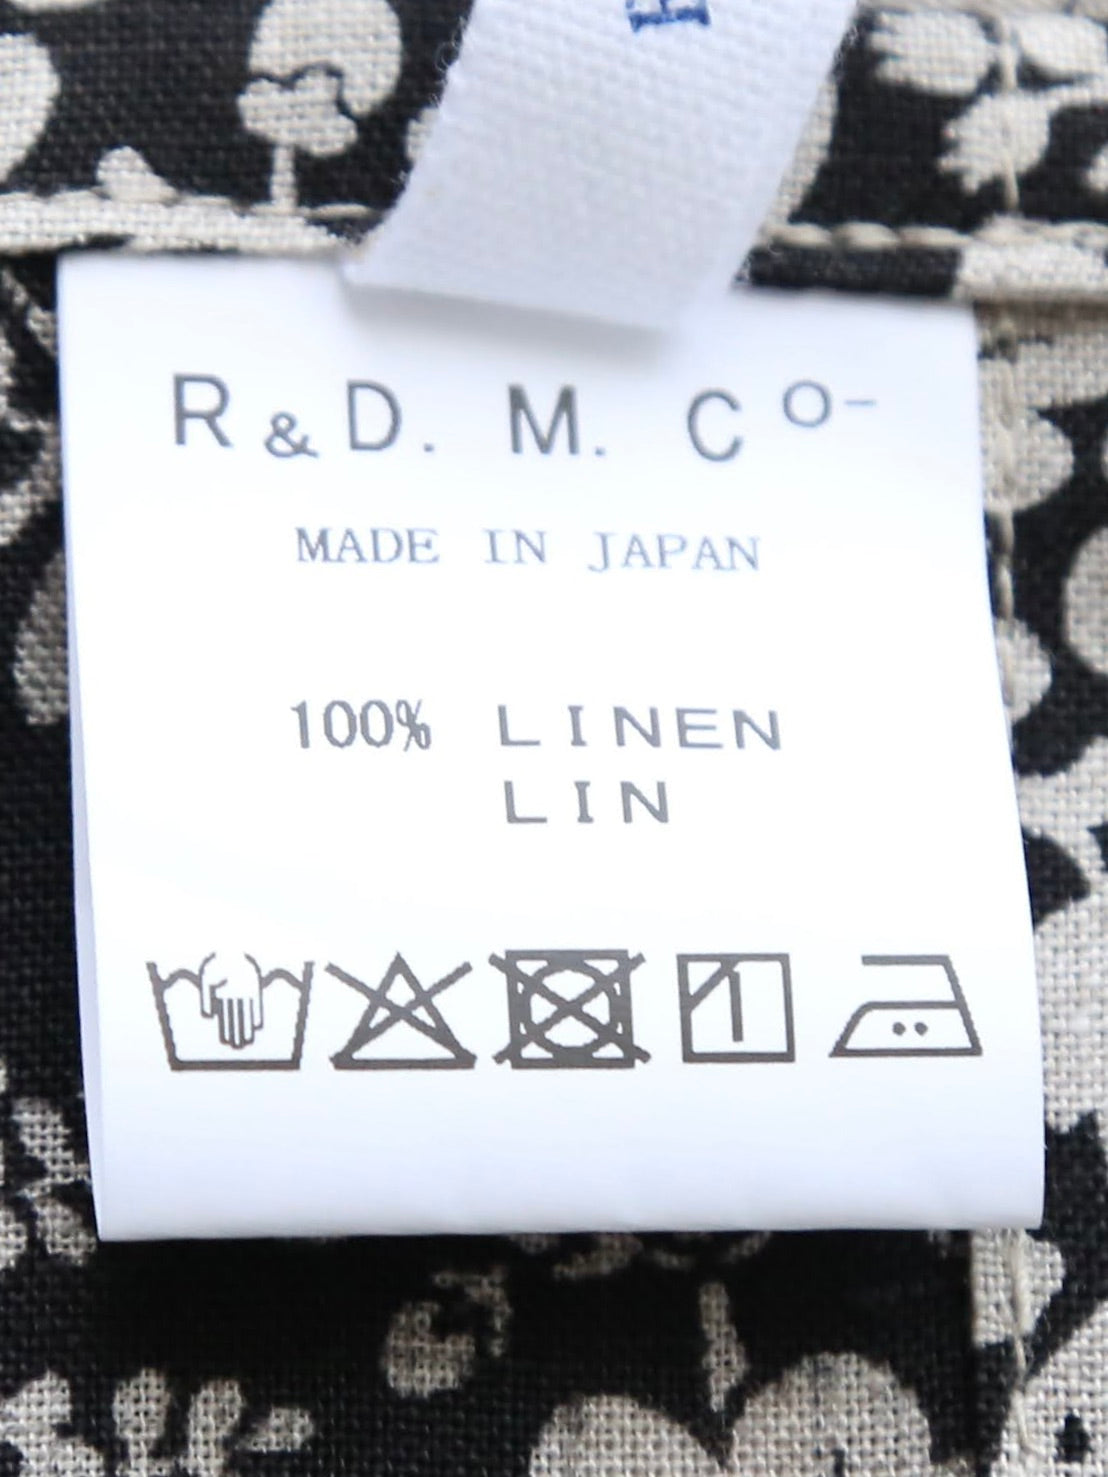 R&D. M. Co-
MADE IN JAPAN
100% LINEN
LIN